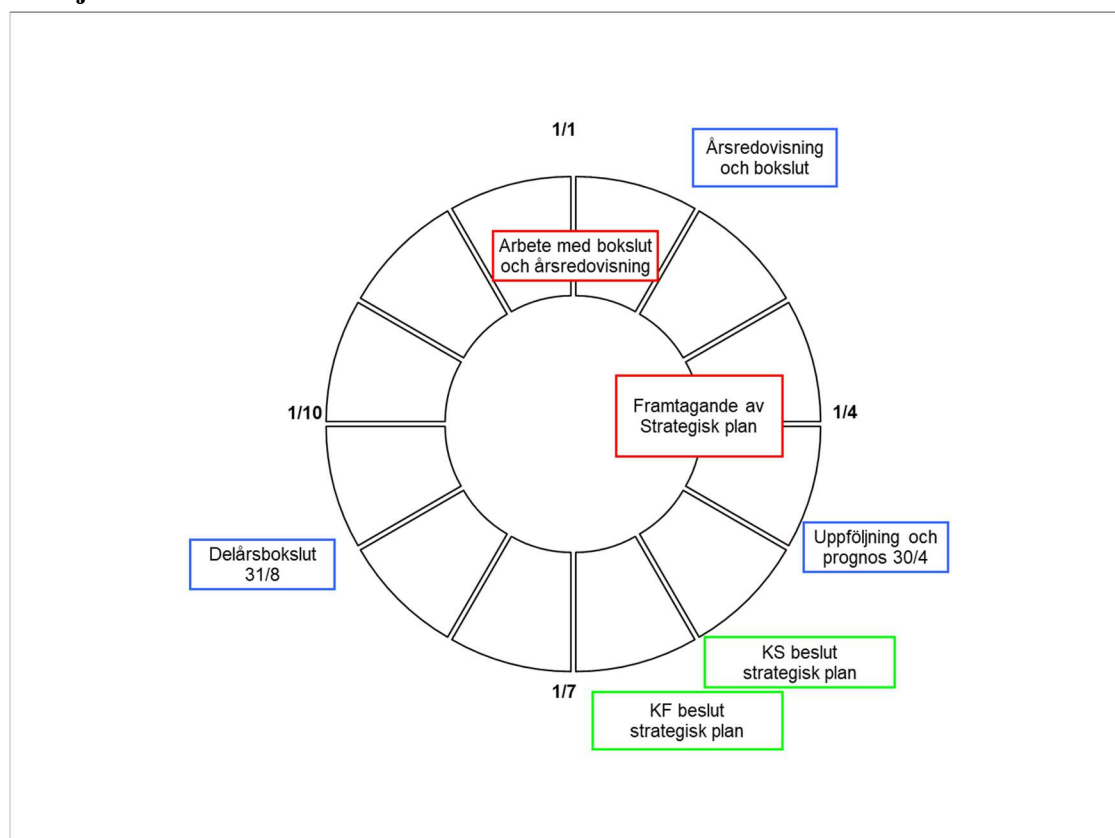 1/1
Årsredovisning
och bokslut
Arbete med bokslut
och årsredovisning
Framtagande av
Strategisk plan
1/10
1/4
Uppföljning och
prognos 30/4
Delårsbokslut
31/8
KS beslut
strategisk plan
1/7
KF beslut
strategisk plan